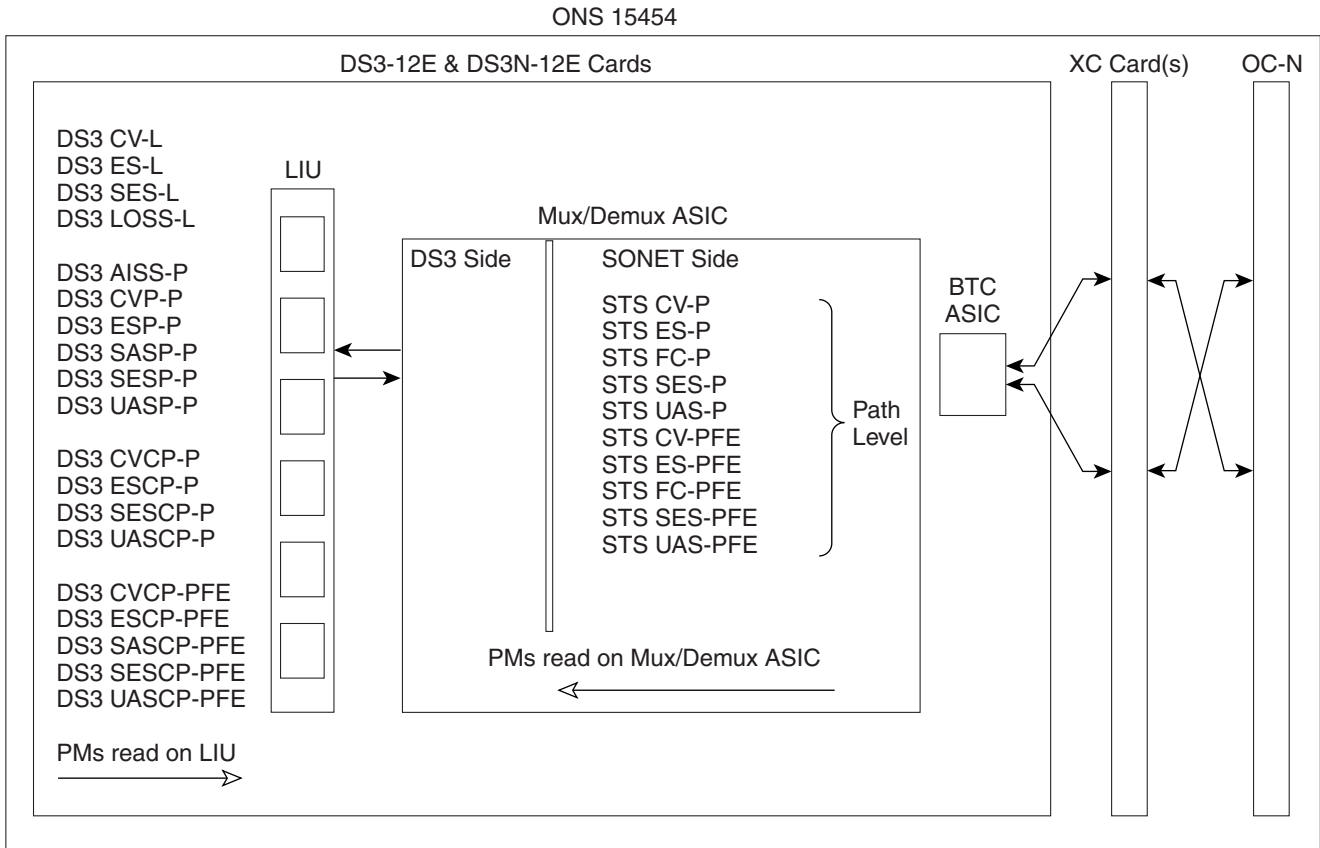 ONS 15454
DS3-12E & DS3N-12E Cards
XC Card(s)
OC-N
DS3 CV-L
DS3 ES-L
DS3 SES-L
DS3 LOSS-L
DS3 AISS-P
DS3 CVP-P
DS3 ESP-P
DS3 SASP-P
DS3 SESP-P
DS3 UASP-P
DS3 CVCP-P
DS3 ESCP-P
DS3 SESCP-P
DS3 UASCP-P
DS3 CVCP-PFE
DS3 ESCP-PFE
DS3 SASCP-PFE
DS3 SESCP-PFE
DS3 UASCP-PFE
PMs read on LIU
LIU
Mux/Demux ASIC
DS3 Side
SONET Side
STS CV-P
STS ES-P
STS FC-P
STS SES-P
STS UAS-P
STS CV-PFE
STS ES-PFE
STS FC-PFE
STS SES-PFE
STS UAS-PFE
Path
Level
PMs read on Mux/Demux ASIC
BTC
ASIC